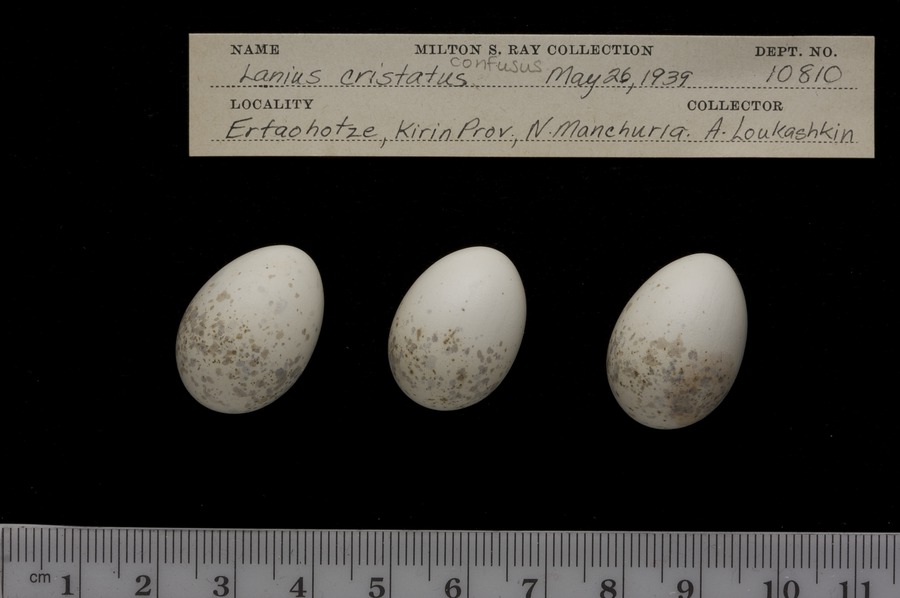 NAME MILTON S. RAY COLLECTION DEPT. NO.
Lanius cristatus confusus May 26, 1939 10810
LOCALITY COLLECTOR
Ertaohotze, Kirin Prov., N. Manchuria. A. Loukashkin
cm 1 2 3 4 5 6 7 8 9 10 11